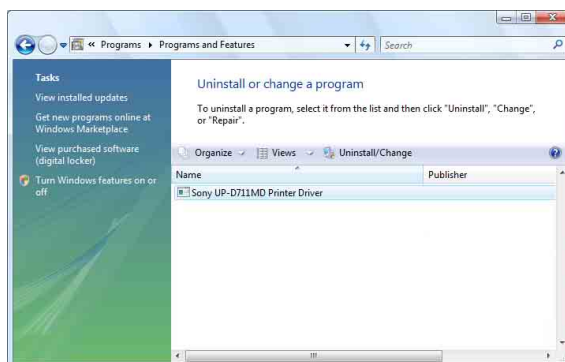 « Programs ▸ Programs and Features
Search
Tasks
View installed updates
Get new programs online at
Windows Marketplace
View purchased software
(digital locker)
Turn Windows features on or
off
Uninstall or change a program
To uninstall a program, select it from the list and then click "Uninstall", "Change",
or "Repair".
Organize Views Uninstall/Change
Name Publisher
Sony UP-D711MD Printer Driver